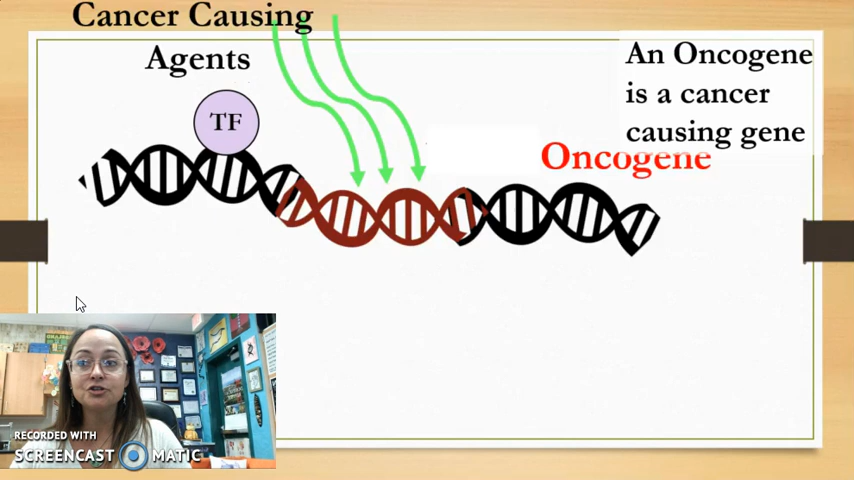 Cancer Causing
Agents
TF
An Oncogene
is a cancer
causing gene
Oncogene
RECORDED WITH
SCREENCAST MATIC